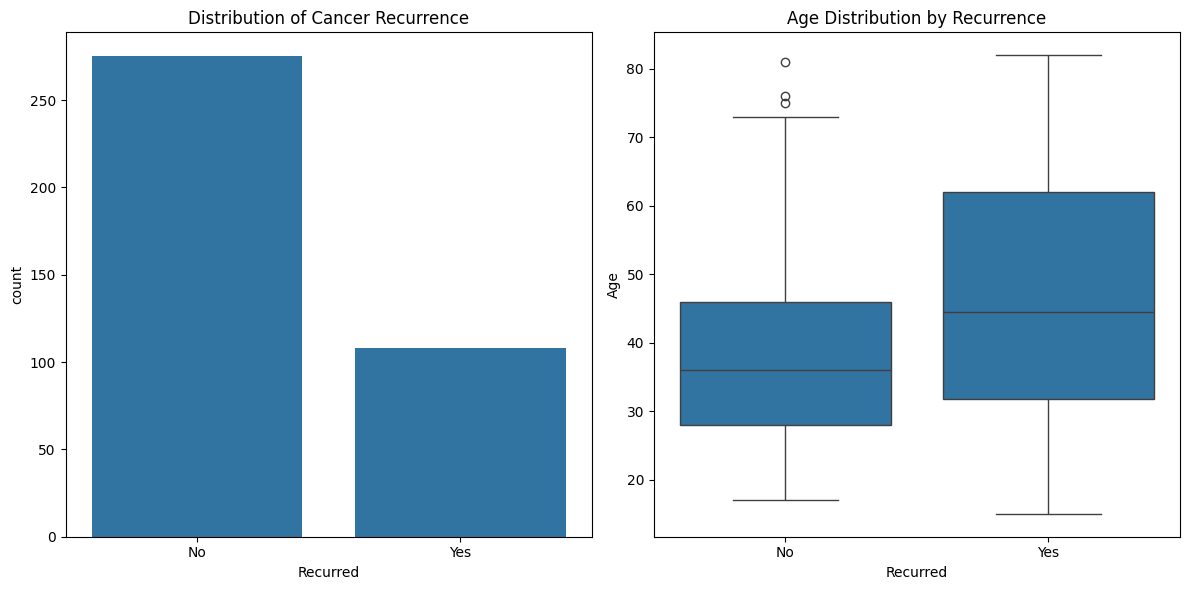 Distribution of Cancer Recurrence
count
250
200
150
100
50
0
No Yes
Recurred
Age Distribution by Recurrence
Age
80
70
60
50
40
30
20
No Yes
Recurred